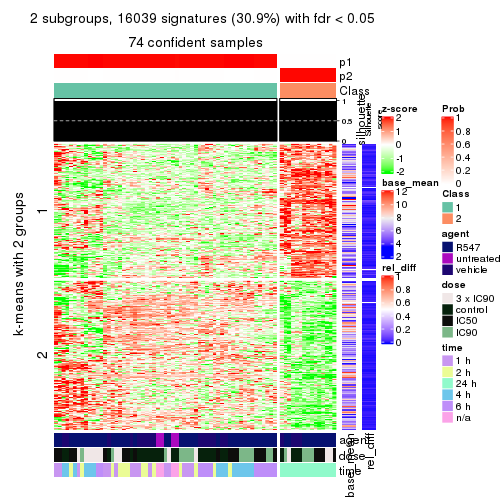 2 subgroups, 16039 signatures (30.9%) with fdr < 0.05
74 confident samples
p1
p2
Class
silhouette
Silhouette
score
1
0.5
0
k-means with 2 groups
1
2
agent
dose
time
base_mean
rel_diff
z-score
2
1
0
-1
-2
base_mean
12
10
8
6
4
2
rel_diff
1
0.8
0.6
0.4
0.2
0
Prob
1
0.8
0.6
0.4
0.2
0
Class
1
2
agent
R547
untreated
vehicle
dose
3 x IC90
control
IC50
IC90
time
1 h
2 h
24 h
4 h
6 h
n/a